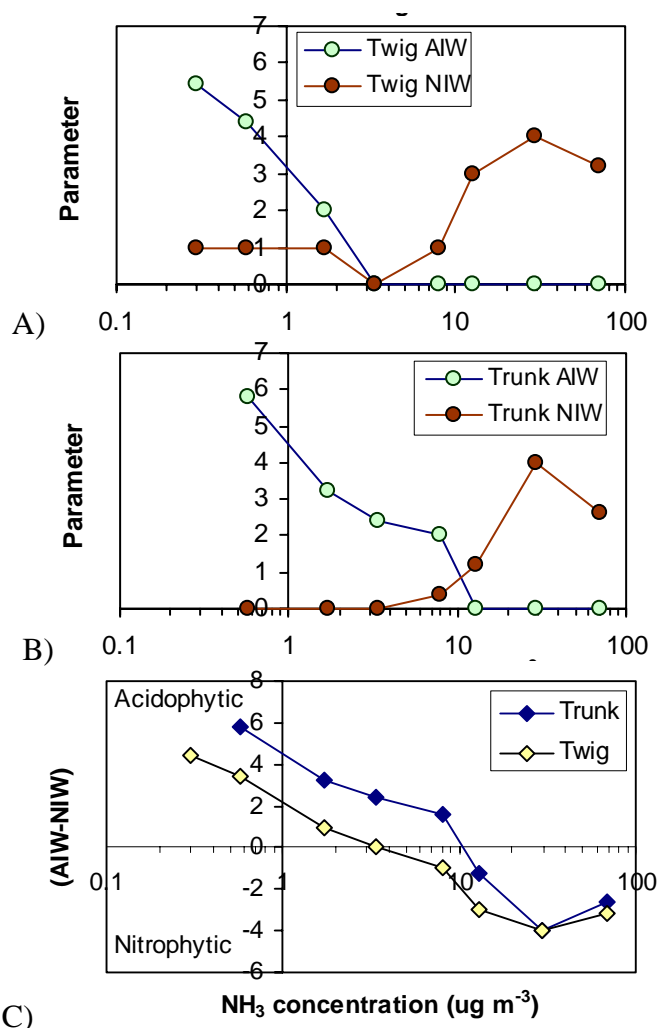 7
6
5
4
3
2
1
0
Parameter
Twig AIW
Twig NIW
0.1 1 10 100
A)
7
6
5
4
3
2
1
0
Parameter
Trunk AIW
Trunk NIW
0.1 1 10 100
B)
8
6
4
2
0
-2
-4
-6
(AIW-NIW)
Acidophytic
Trunk
Twig
0.1 1 10 100
Nitrophytic
NH₃ concentration (ug m⁻³)
C)